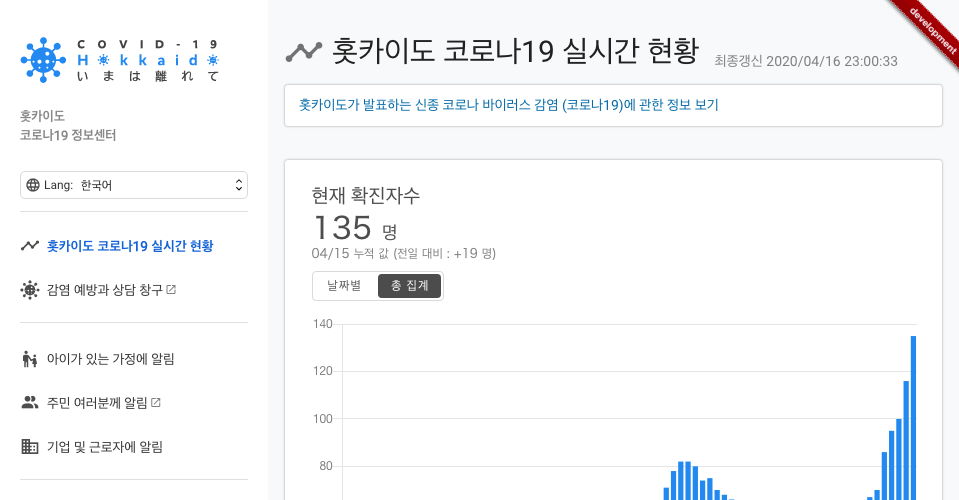 COVID-19
Hokkaido
いまは離れて
홋카이도
코로나19 정보센터
Lang: 한국어
홋카이도 코로나19 실시간 현황
감염 예방과 상담 창구
아이가 있는 가정에 알림
주민 여러분께 알림
기업 및 근로자에 알림
홋카이도 코로나19 실시간 현황
최종갱신 2020/04/16 23:00:33
development
홋카이도가 발표하는 신종 코로나 바이러스 감염 (코로나19)에 관한 정보 보기
현재 확진자수
135 명
04/15 누적 값 (전일 대비 : +19 명)
날짜별 총 집계
140
120
100
80